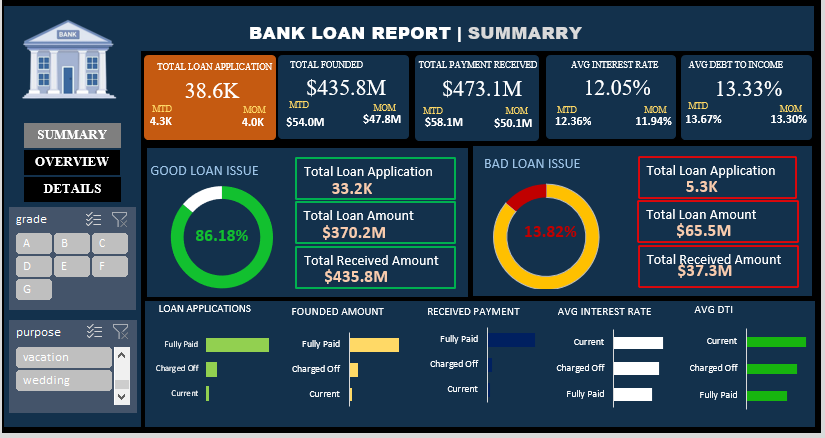 BANK
BANK LOAN REPORT | SUMMARRY
TOTAL LOAN APPLICATION
38.6K
MTD
MOM
4.3K
4.0K
TOTAL FOUNDED
$435.8M
MTD
MOM
$54.0M
$47.8M
TOTAL PAYMENT RECEIVED
$473.1M
MTD
MOM
$58.1M
$50.1M
AVG INTEREST RATE
12.05%
MTD
MOM
12.36%
11.94%
AVG DEBT TO INCOME
13.33%
MTD
MOM
13.67%
13.30%
SUMMARY
OVERVIEW
DETAILS
grade
A
B
C
D
E
F
G
purpose
vacation
wedding
GOOD LOAN ISSUE
86.18%
Total Loan Application
33.2K
Total Loan Amount
$370.2M
Total Received Amount
$435.8M
BAD LOAN ISSUE
13.82%
Total Loan Application
5.3K
Total Loan Amount
$65.5M
Total Received Amount
$37.3M
LOAN APPLICATIONS
Fully Paid
Charged Off
Current
FOUNDED AMOUNT
Fully Paid
Charged Off
Current
RECEIVED PAYMENT
Fully Paid
Charged Off
Current
AVG INTEREST RATE
Current
Charged Off
Fully Paid
AVG DTI
Current
Charged Off
Fully Paid